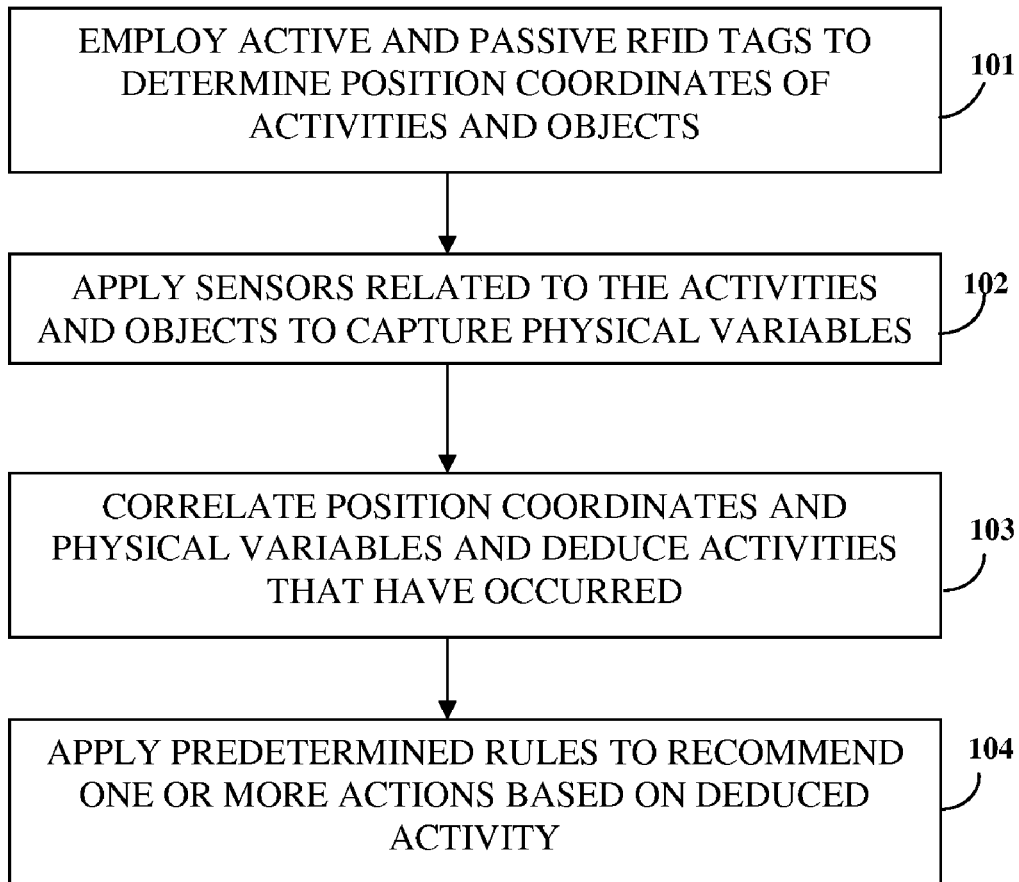 EMPLOY ACTIVE AND PASSIVE RFID TAGS TO
DETERMINE POSITION COORDINATES OF
ACTIVITIES AND OBJECTS
101
APPLY SENSORS RELATED TO THE ACTIVITIES
AND OBJECTS TO CAPTURE PHYSICAL VARIABLES
102
CORRELATE POSITION COORDINATES AND
PHYSICAL VARIABLES AND DEDUCE ACTIVITIES
THAT HAVE OCCURRED
103
APPLY PREDETERMINED RULES TO RECOMMEND
ONE OR MORE ACTIONS BASED ON DEDUCED
ACTIVITY
104